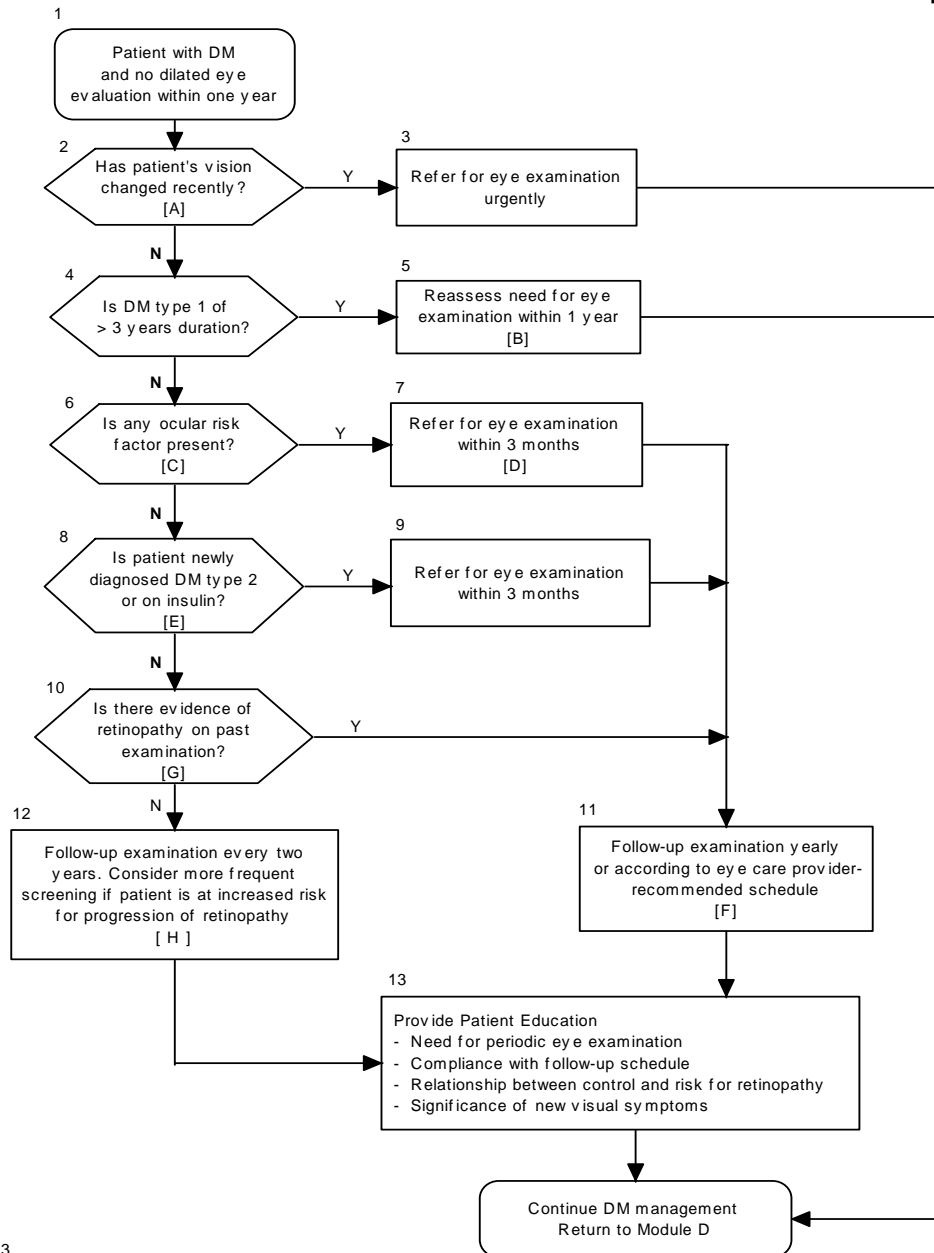 1
Patient with DM
and no dilated eye
evaluation within one year
2
Has patient's vision
changed recently?
[A]
Y
3
Refer for eye examination
urgently
N
4
Is DM type 1 of
> 3 years duration?
Y
5
Reassess need for eye
examination within 1 year
[B]
N
6
Is any ocular risk
factor present?
[C]
Y
7
Refer for eye examination
within 3 months
[D]
N
8
Is patient newly
diagnosed DM type 2
or on insulin?
[E]
Y
9
Refer for eye examination
within 3 months
N
10
Is there evidence of
retinopathy on past
examination?
[G]
Y
N
12
Follow-up examination every two
years. Consider more frequent
screening if patient is at increased risk
for progression of retinopathy
[ H ]
11
Follow-up examination yearly
or according to eye care provider-
recommended schedule
[F]
13
Provide Patient Education
- Need for periodic eye examination
- Compliance with follow-up schedule
- Relationship between control and risk for retinopathy
- Significance of new visual symptoms
Continue DM management
Return to Module D
3